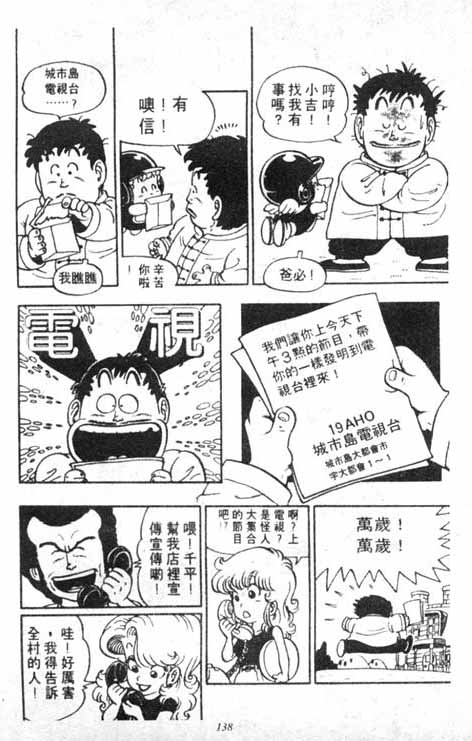 哼哼！
小吉
找我有
事嗎？
爸必！
噢！有
信！
辛苦
你啦
！
城市島
電視台
……？
我瞧瞧
我們讓你上今天下
午3點的節目，帶
你的一樣發明到電
視台裡來！
19AHO
城市島電視台
城市島大都會市
字大都會1～1
電視
萬歲！
萬歲！
啊？上
電視？
是怪人
大集合
的節目
吧！？
喂！千平！
幫我店裡宣
傳宣傳喲！
哇！好厲害
，我得告訴
全村的人！
138